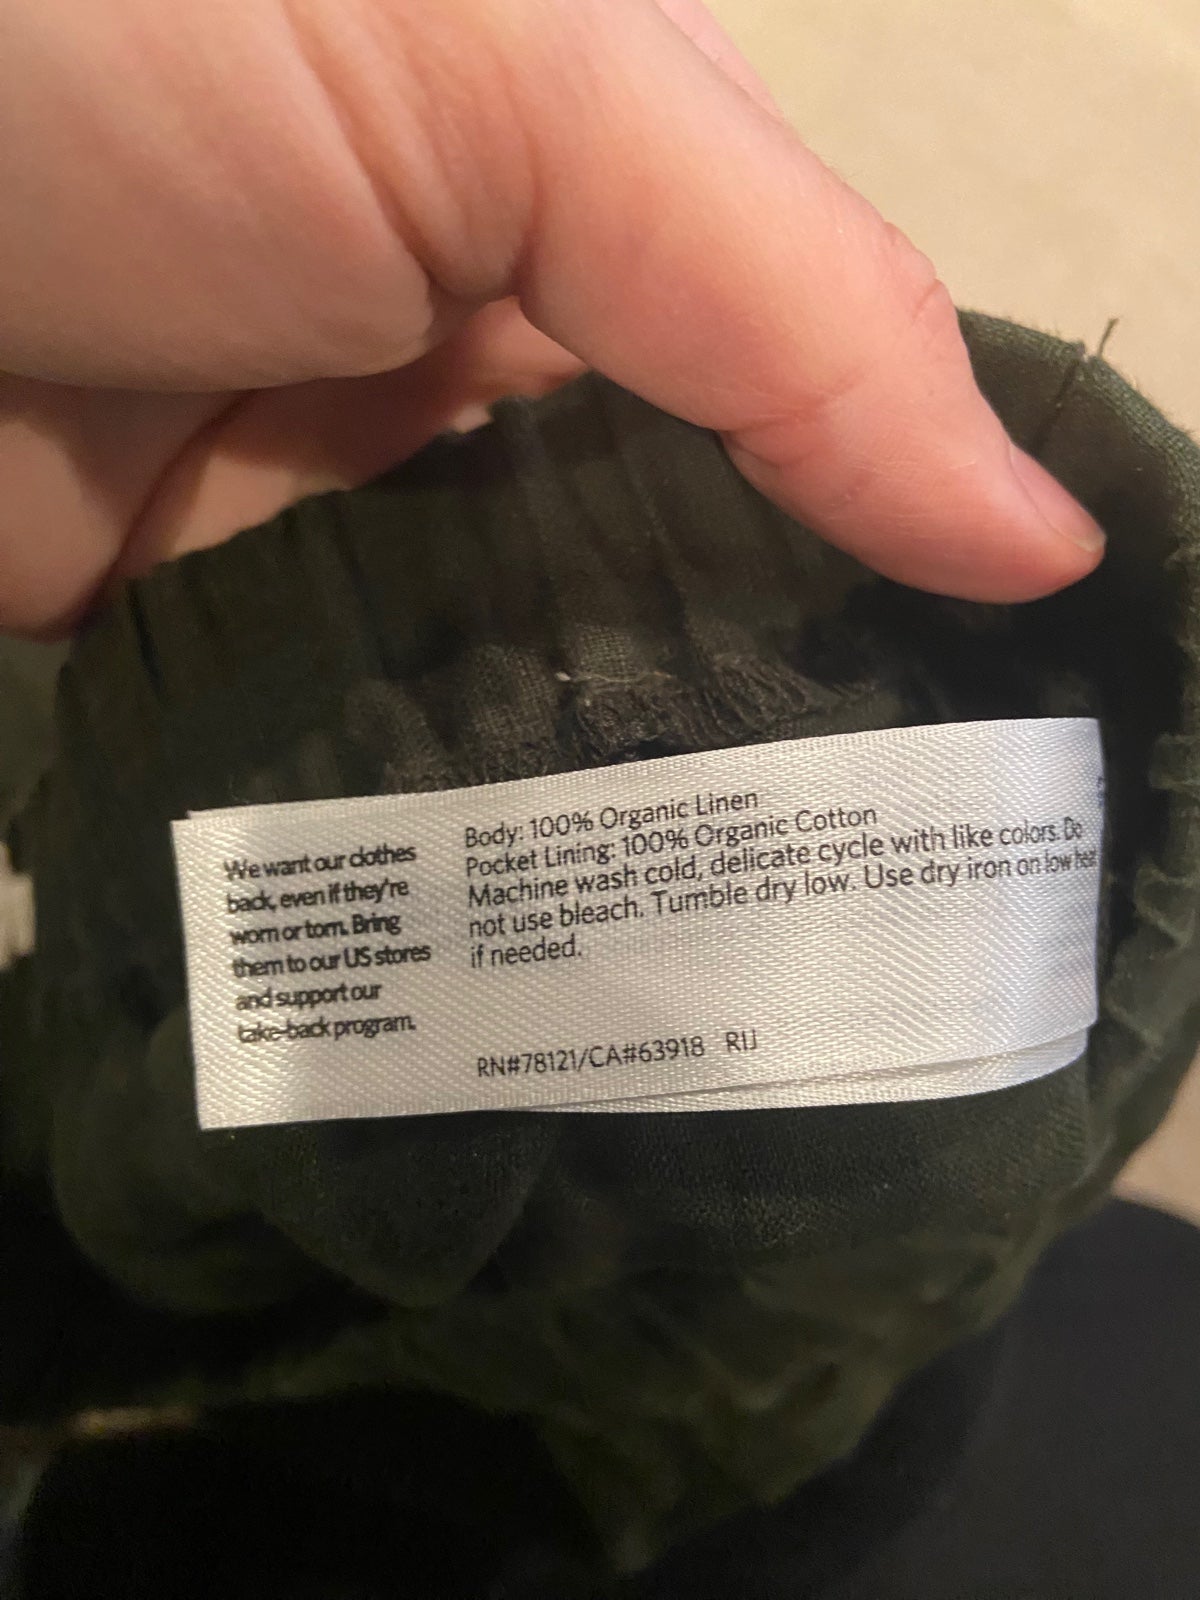 We want our clothes
back, even if they're
worn or torn. Bring
them to our US stores
and support our
take-back program.
Body: 100% Organic Linen
Pocket Lining: 100% Organic Cotton
Machine wash cold, delicate cycle with like colors. Do
not use bleach. Tumble dry low. Use dry iron on low heat
if needed.
RN#78121/CA#63918 RIJ